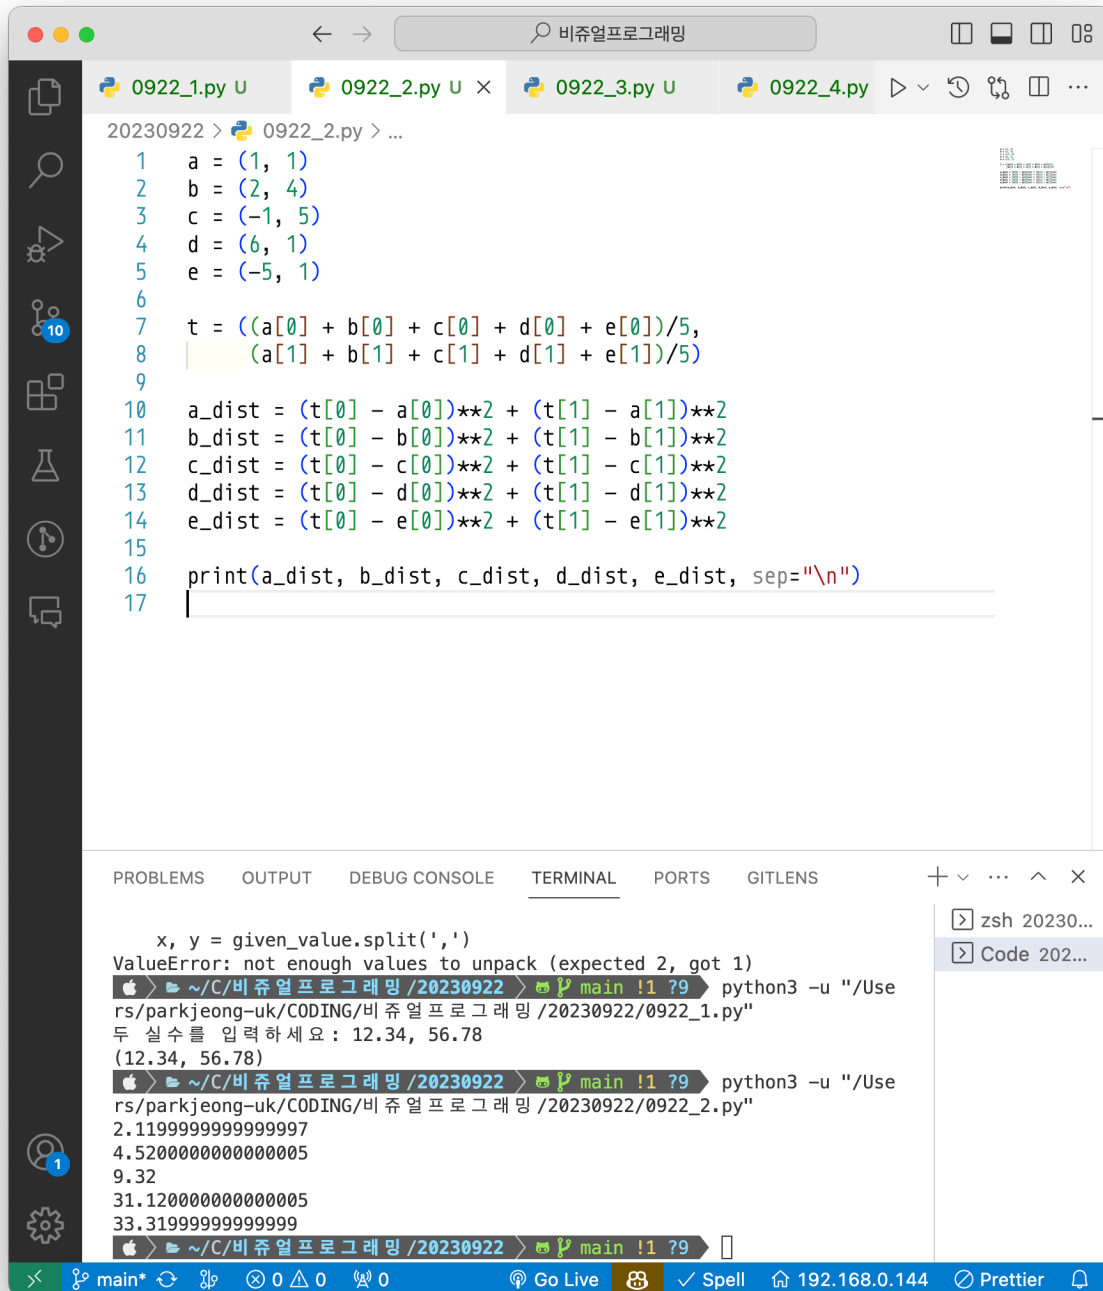 비쥬얼프로그래밍
0922_1.py U
0922_2.py U
0922_3.py U
0922_4.py
20230922 > 0922_2.py > ...
1 a = (1, 1)
2 b = (2, 4)
3 c = (-1, 5)
4 d = (6, 1)
5 e = (-5, 1)
6
7 t = ((a[0] + b[0] + c[0] + d[0] + e[0])/5,
8 (a[1] + b[1] + c[1] + d[1] + e[1])/5)
9
10 a_dist = (t[0] - a[0])**2 + (t[1] - a[1])**2
11 b_dist = (t[0] - b[0])**2 + (t[1] - b[1])**2
12 c_dist = (t[0] - c[0])**2 + (t[1] - c[1])**2
13 d_dist = (t[0] - d[0])**2 + (t[1] - d[1])**2
14 e_dist = (t[0] - e[0])**2 + (t[1] - e[1])**2
15
16 print(a_dist, b_dist, c_dist, d_dist, e_dist, sep="\n")
17
10
1
PROBLEMS OUTPUT DEBUG CONSOLE TERMINAL PORTS GITLENS
zsh 20230...
Code 202...
x, y = given_value.split(',')
ValueError: not enough values to unpack (expected 2, got 1)
~/C/비쥬얼프로그래밍/20230922 main !1 ?9 python3 -u "/Use
rs/parkjeong-uk/CODING/비쥬얼프로그래밍/20230922/0922_1.py"
두 실수를 입력하세요: 12.34, 56.78
(12.34, 56.78)
~/C/비쥬얼프로그래밍/20230922 main !1 ?9 python3 -u "/Use
rs/parkjeong-uk/CODING/비쥬얼프로그래밍/20230922/0922_2.py"
2.1199999999999997
4.5200000000000005
9.32
31.120000000000005
33.31999999999999
~/C/비쥬얼프로그래밍/20230922 main !1 ?9
main* 0 0 0 Go Live Spell 192.168.0.144 Prettier